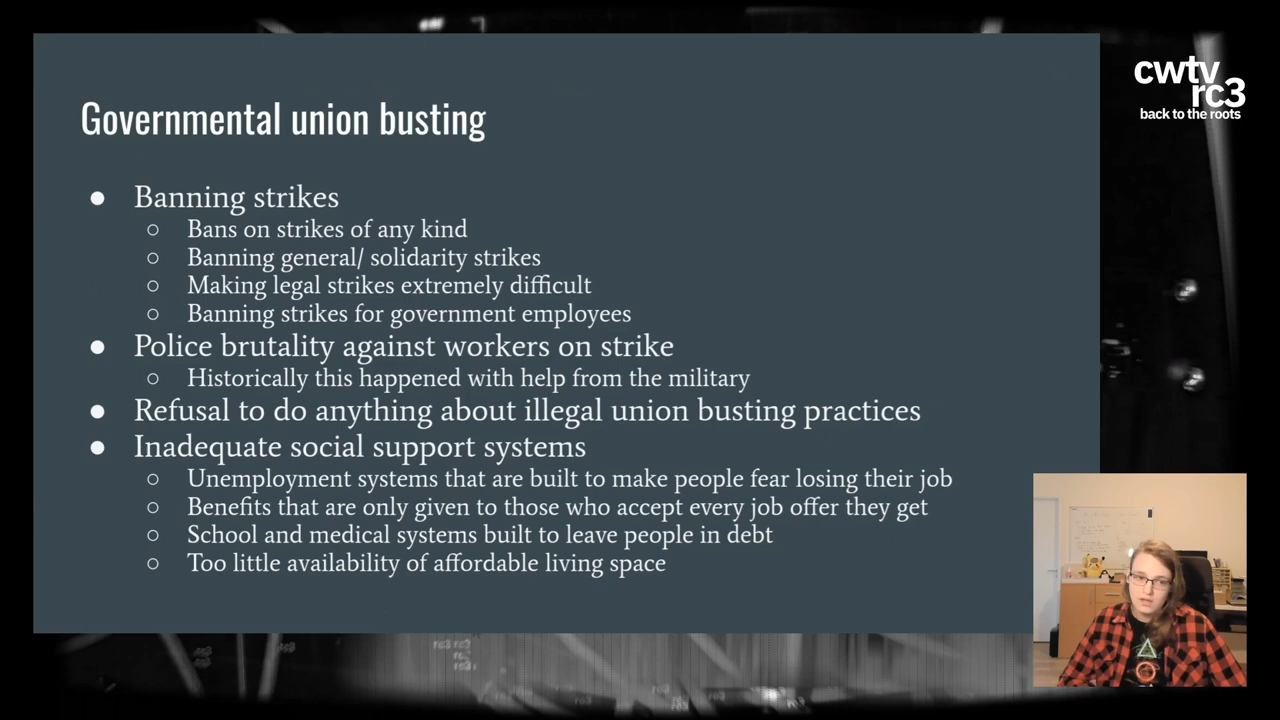 cwtv
rc3
back to the roots
Governmental union busting
● Banning strikes
○ Bans on strikes of any kind
○ Banning general/ solidarity strikes
○ Making legal strikes extremely difficult
○ Banning strikes for government employees
● Police brutality against workers on strike
○ Historically this happened with help from the military
● Refusal to do anything about illegal union busting practices
● Inadequate social support systems
○ Unemployment systems that are built to make people fear losing their job
○ Benefits that are only given to those who accept every job offer they get
○ School and medical systems built to leave people in debt
○ Too little availability of affordable living space
rc3 rc3
rc3